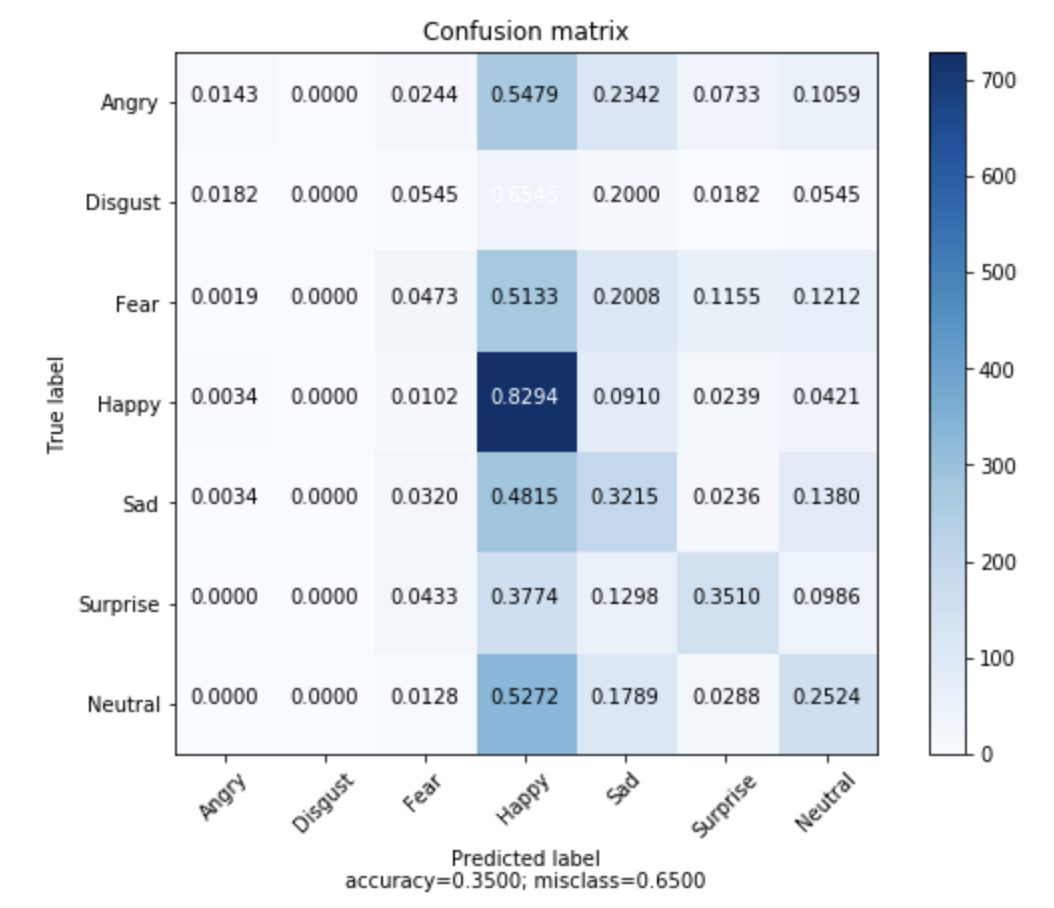 Confusion matrix
Angry 0.0143 0.0000 0.0244 0.5479 0.2342 0.0733 0.1059
Disgust 0.0182 0.0000 0.0545 0.6545 0.2000 0.0182 0.0545
Fear 0.0019 0.0000 0.0473 0.5133 0.2008 0.1155 0.1212
Happy 0.0034 0.0000 0.0102 0.8294 0.0910 0.0239 0.0421
Sad 0.0034 0.0000 0.0320 0.4815 0.3215 0.0236 0.1380
Surprise 0.0000 0.0000 0.0433 0.3774 0.1298 0.3510 0.0986
Neutral 0.0000 0.0000 0.0128 0.5272 0.1789 0.0288 0.2524
True label
Angry Disgust Fear Happy Sad Surprise Neutral
Predicted label
accuracy=0.3500; misclass=0.6500
700
600
500
400
300
200
100
0